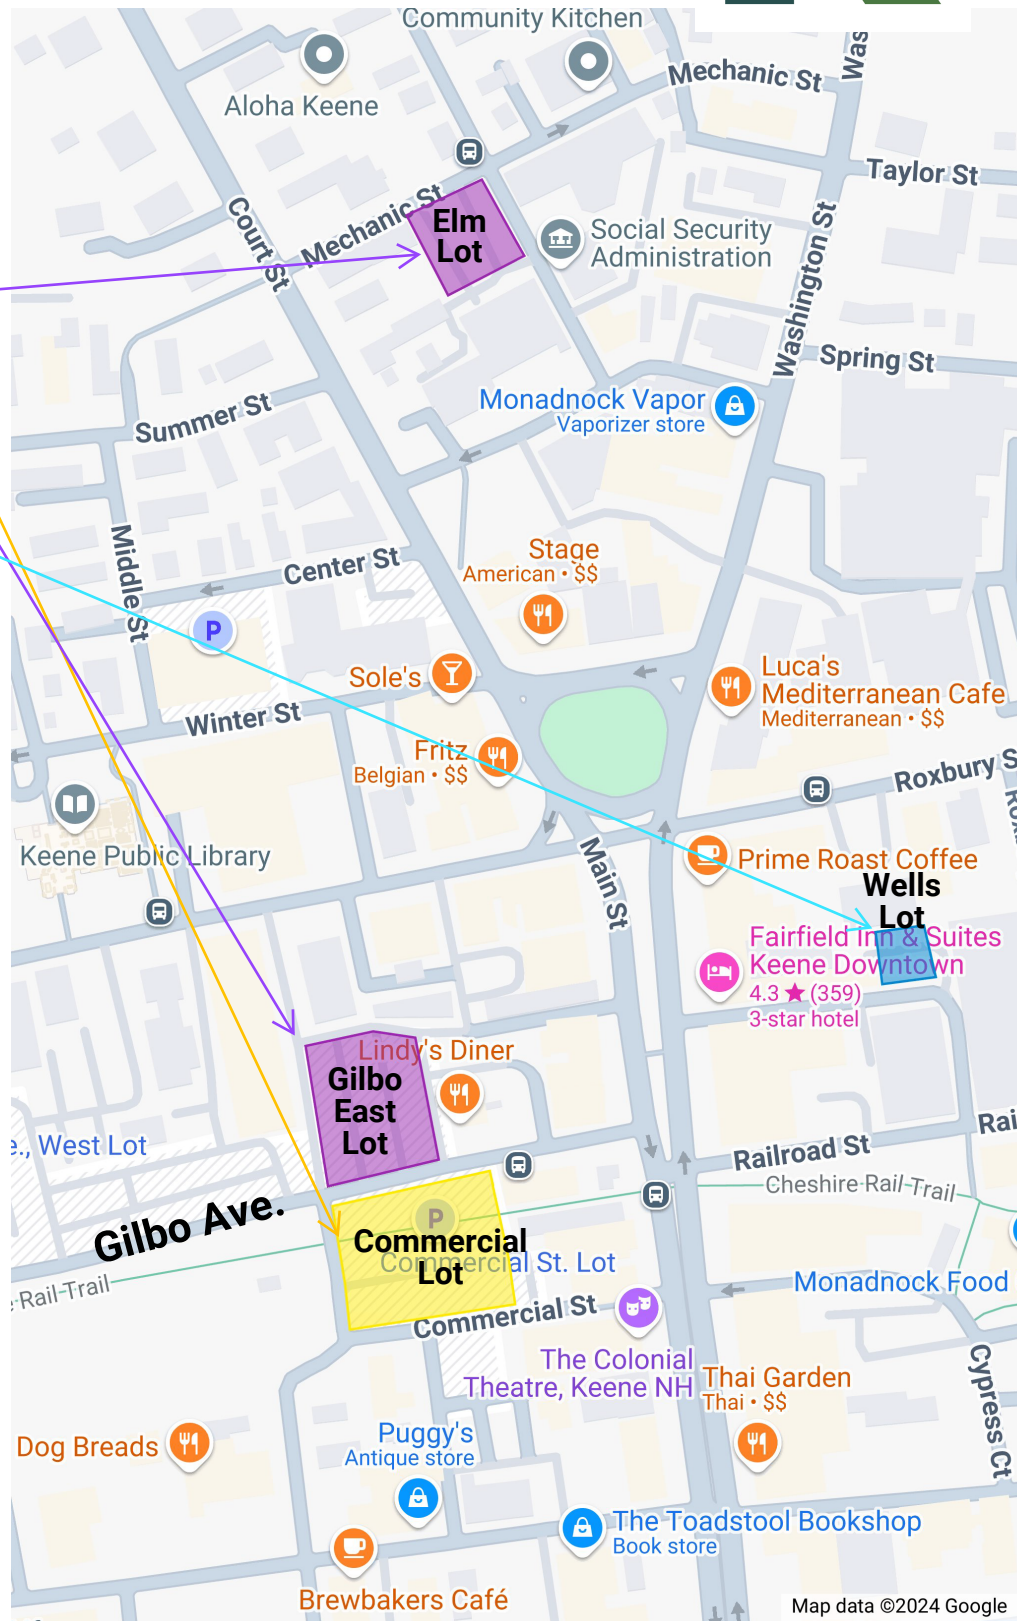 Community Kitchen
Mechanic St
Was
Aloha Keene
Taylor St
Court St
Mechanic St
Elm
Lot
Social Security
Administration
Washington St
Spring St
Monadnock Vapor
Vaporizer store
Summer St
Middle St
Center St
Stage
American • $$
P
Sole's
Luca's
Mediterranean Cafe
Mediterranean • $$
Winter St
Fritz
Belgian • $$
Roxbury S
Keene Public Library
Main St
Prime Roast Coffee
Wells
Lot
Fairfield Inn & Suites
Keene Downtown
4.3 ★ (359)
3-star hotel
Lindy's Diner
Gilbo
East
Lot
e., West Lot
Railroad St
Rai
Cheshire Rail Trail
Gilbo Ave.
P
Commercial
Lot
Commercial St. Lot
e Rail Trail
Monadnock Food
Commercial St
The Colonial
Theatre, Keene NH
Thai Garden
Thai • $$
Cypress Ct
Dog Breads
Puggy's
Antique store
The Toadstool Bookshop
Book store
Brewbakers Café
Map data ©2024 Google